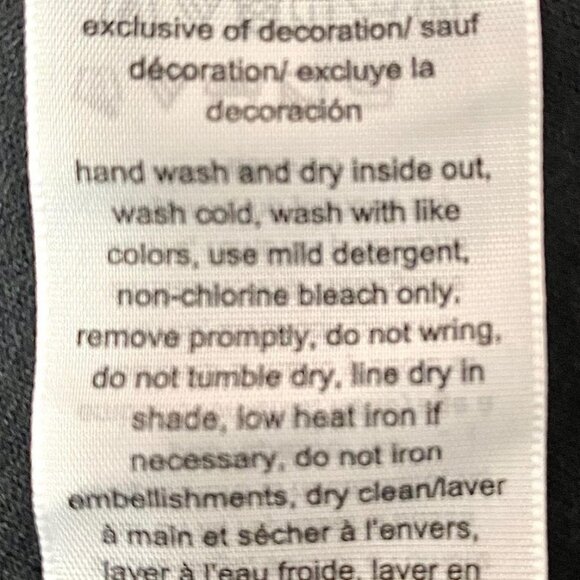 exclusive of decoration/ sauf
décoration/ excluye la
decoración
hand wash and dry inside out,
wash cold, wash with like
colors, use mild detergent,
non-chlorine bleach only,
remove promptly, do not wring,
do not tumble dry, line dry in
shade, low heat iron if
necessary, do not iron
embellishments, dry clean/laver
à main et sécher à l'envers,
laver à l'eau froide, laver en